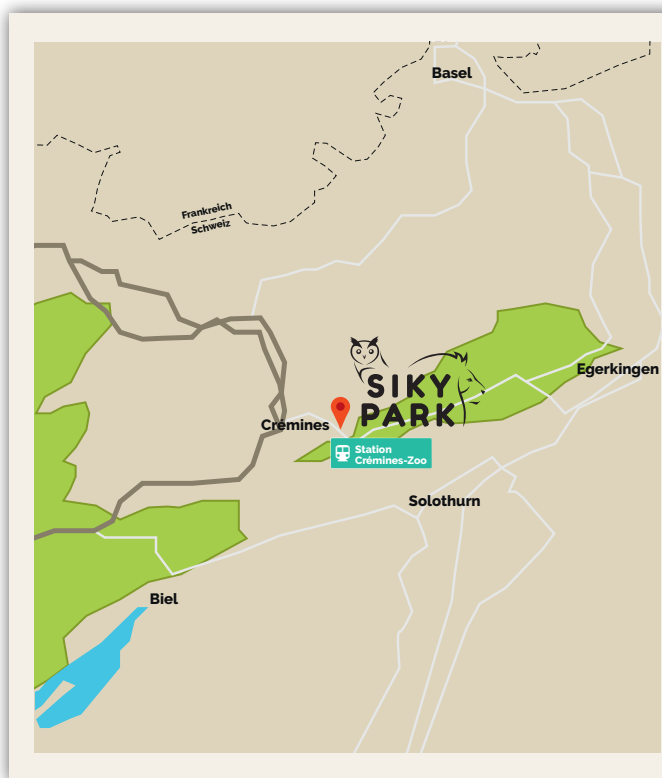 Basel
Frankreich
Schweiz
SIKY
PARK
Egerkingen
Crémines
Station
Crémines-Zoo
Solothurn
Biel